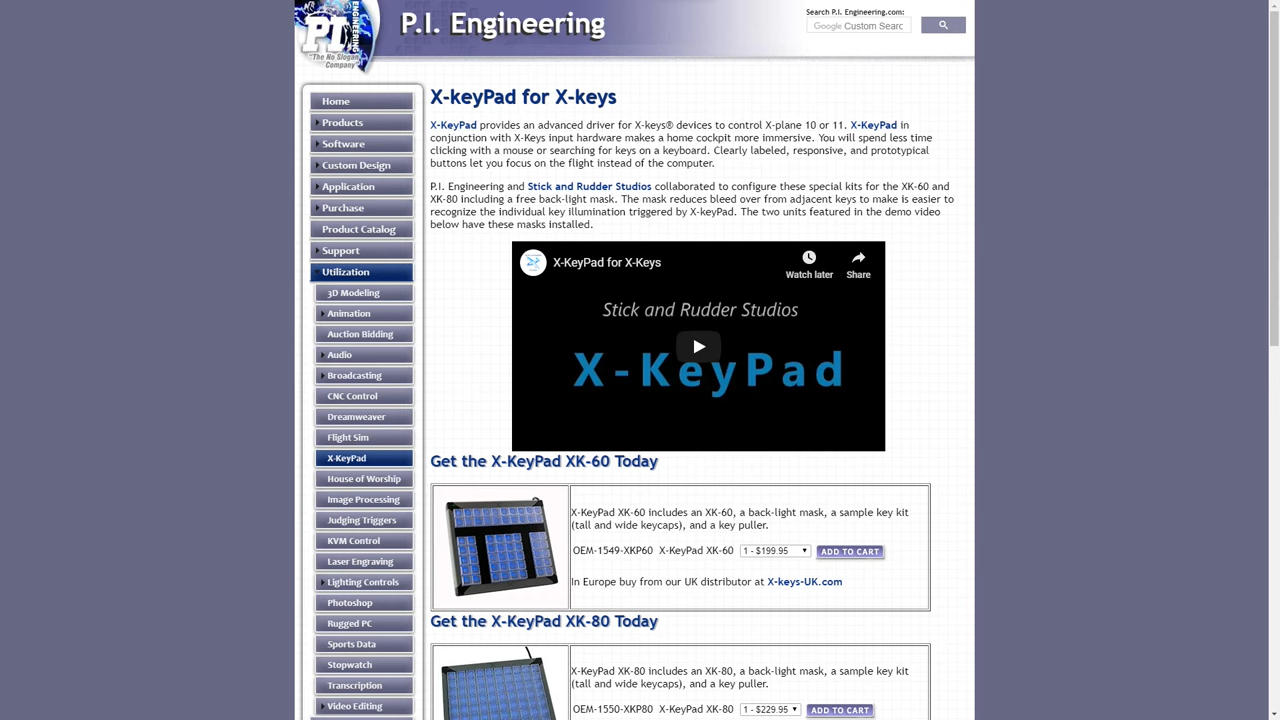 P.I. Engineering
PI
ENGINEERING
"The No Slogan
Company"
Search P.I. Engineering.com:
Google Custom Searc
Home
Products
Software
Custom Design
Application
Purchase
Product Catalog
Support
Utilization
3D Modeling
Animation
Auction Bidding
Audio
Broadcasting
CNC Control
Dreamweaver
Flight Sim
X-KeyPad
House of Worship
Image Processing
Judging Triggers
KVM Control
Laser Engraving
Lighting Controls
Photoshop
Rugged PC
Sports Data
Stopwatch
Transcription
Video Editing
X-keyPad for X-keys
X-KeyPad provides an advanced driver for X-keys® devices to control X-plane 10 or 11. X-KeyPad in
conjunction with X-Keys input hardware makes a home cockpit more immersive. You will spend less time
clicking with a mouse or searching for keys on a keyboard. Clearly labeled, responsive, and prototypical
buttons let you focus on the flight instead of the computer.
P.I. Engineering and Stick and Rudder Studios collaborated to configure these special kits for the XK-60 and
XK-80 including a free back-light mask. The mask reduces bleed over from adjacent keys to make is easier to
recognize the individual key illumination triggered by X-keyPad. The two units featured in the demo video
below have these masks installed.
X-KeyPad for X-Keys
Watch later
Share
Stick and Rudder Studios
X-KeyPad
Get the X-KeyPad XK-60 Today
X-KeyPad XK-60 includes an XK-60, a back-light mask, a sample key kit
(tall and wide keycaps), and a key puller.
OEM-1549-XKP60 X-KeyPad XK-60 1 - $199.95 ADD TO CART
In Europe buy from our UK distributor at X-keys-UK.com
Get the X-KeyPad XK-80 Today
X-KeyPad XK-80 includes an XK-80, a back-light mask, a sample key kit
(tall and wide keycaps), and a key puller.
OEM-1550-XKP80 X-KeyPad XK-80 1 - $229.95 ADD TO CART